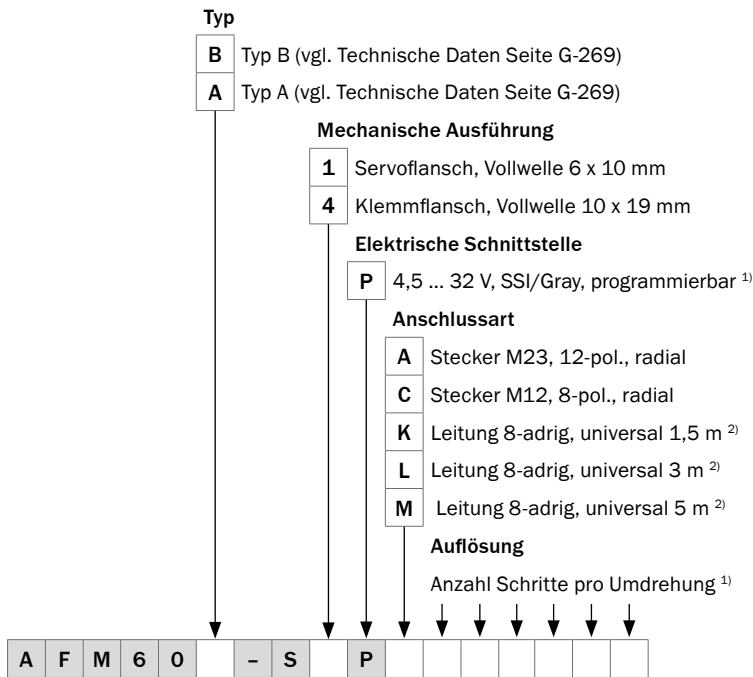 Typ
B Typ B (vgl. Technische Daten Seite G-269)
A Typ A (vgl. Technische Daten Seite G-269)
Mechanische Ausführung
1 Servoflansch, Vollwelle 6 x 10 mm
4 Klemmflansch, Vollwelle 10 x 19 mm
Elektrische Schnittstelle
P 4,5 ... 32 V, SSI/Gray, programmierbar 1)
Anschlussart
A Stecker M23, 12-pol., radial
C Stecker M12, 8-pol., radial
K Leitung 8-adrig, universal 1,5 m 2)
L Leitung 8-adrig, universal 3 m 2)
M Leitung 8-adrig, universal 5 m 2)
Auflösung
Anzahl Schritte pro Umdrehung 1)
A F M 6 0 – S P